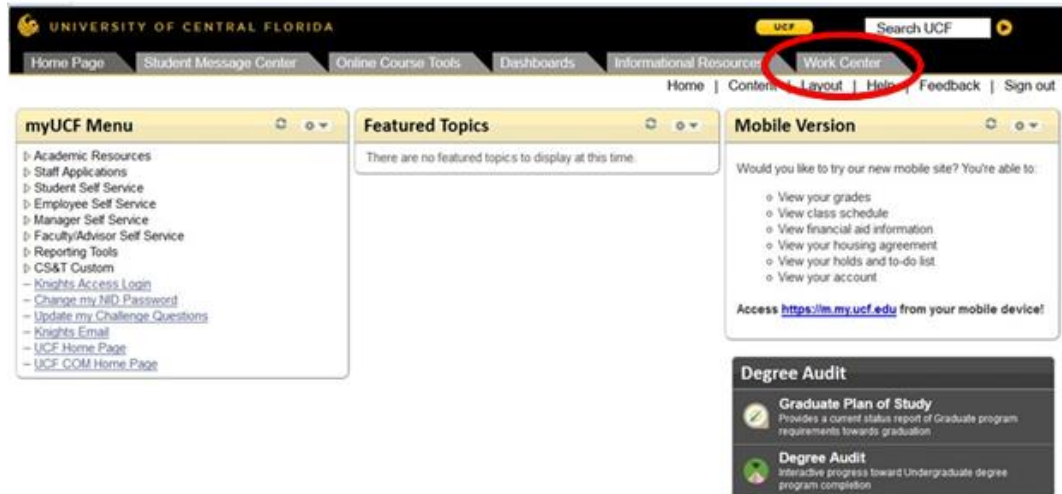 UNIVERSITY OF CENTRAL FLORIDA
UCF
Search UCF
Home Page
Student Message Center
Online Course Tools
Dashboards
Informational Resources
Work Center
Home | Content | Layout | Help | Feedback | Sign out
myUCF Menu
Academic Resources
Staff Applications
Student Self Service
Employee Self Service
Manager Self Service
Faculty/Advisor Self Service
Reporting Tools
CS&T Custom
– Knights Access Login
– Change my NID Password
– Update my Challenge Questions
– Knights Email
– UCF Home Page
– UCF COM Home Page
Featured Topics
There are no featured topics to display at this time.
Mobile Version
Would you like to try our new mobile site? You're able to:
View your grades
View class schedule
View financial aid information
View your housing agreement
View your holds and to-do list
View your account
Access https://m.my.ucf.edu from your mobile device!
Degree Audit
Graduate Plan of Study
Provides a current status report of Graduate program
requirements towards graduation
Degree Audit
Interactive progress toward Undergraduate degree
program completion